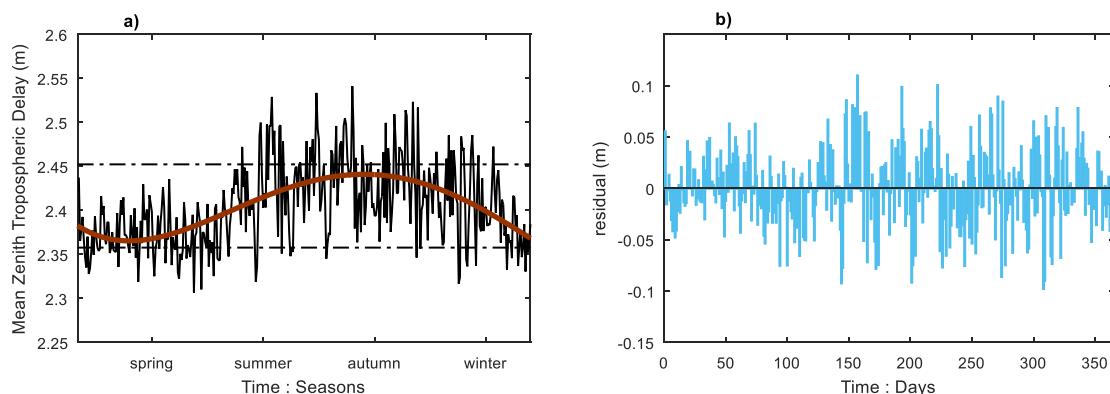 a)
2.6
2.55
2.5
2.45
2.4
2.35
2.3
2.25
Mean Zenith Tropospheric Delay (m)
spring summer autumn winter
Time : Seasons
b)
0.1
0.05
0
-0.05
-0.1
-0.15
residual (m)
0 50 100 150 200 250 300 350
Time : Days